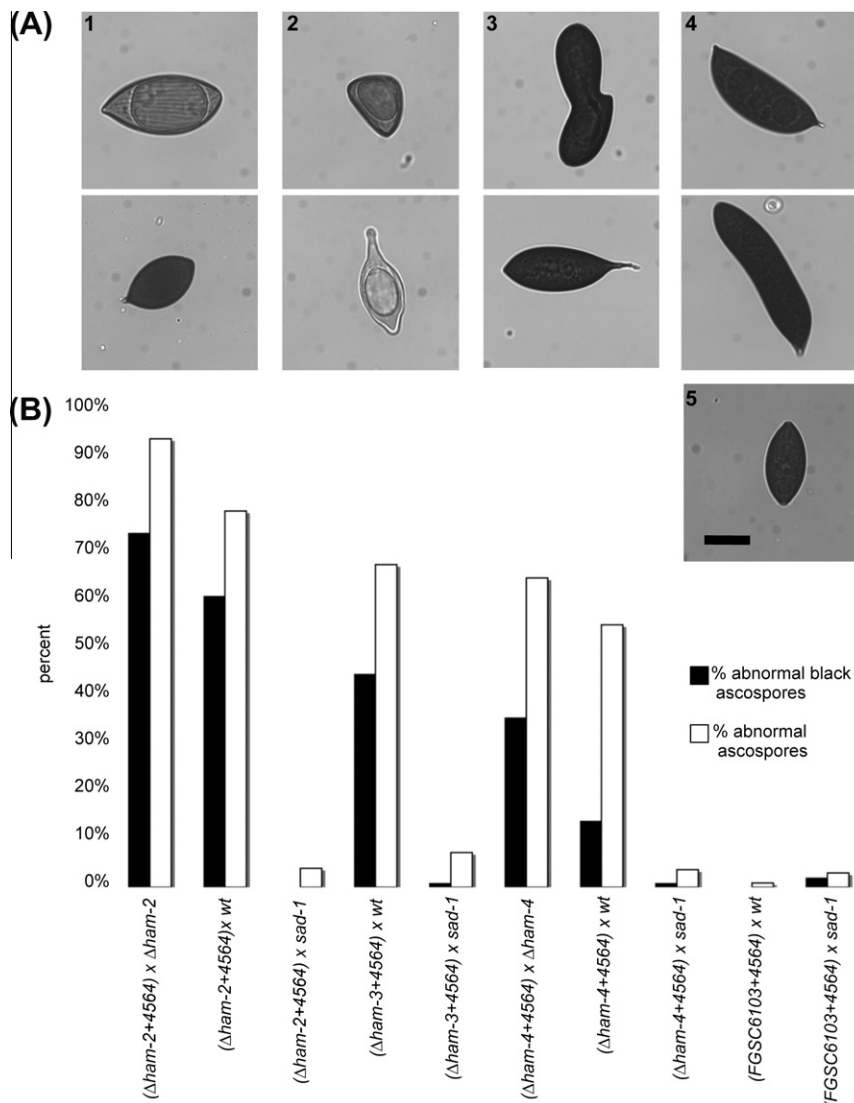 (A)
1
2
3
4
5
(B)
100%
90%
80%
70%
60%
50%
40%
30%
20%
10%
0%
percent
% abnormal black
ascospores
% abnormal
ascospores
(Δham-2+4564) x Δham-2
(Δham-2+4564)x wt
(Δham-2+4564) x sad-1
(Δham-3+4564) x wt
(Δham-3+4564) x sad-1
(Δham-4+4564) x Δham-4
(Δham-4+4564) x wt
(Δham-4+4564) x sad-1
(FGSC6103+4564) x wt
(FGSC6103+4564) x sad-1